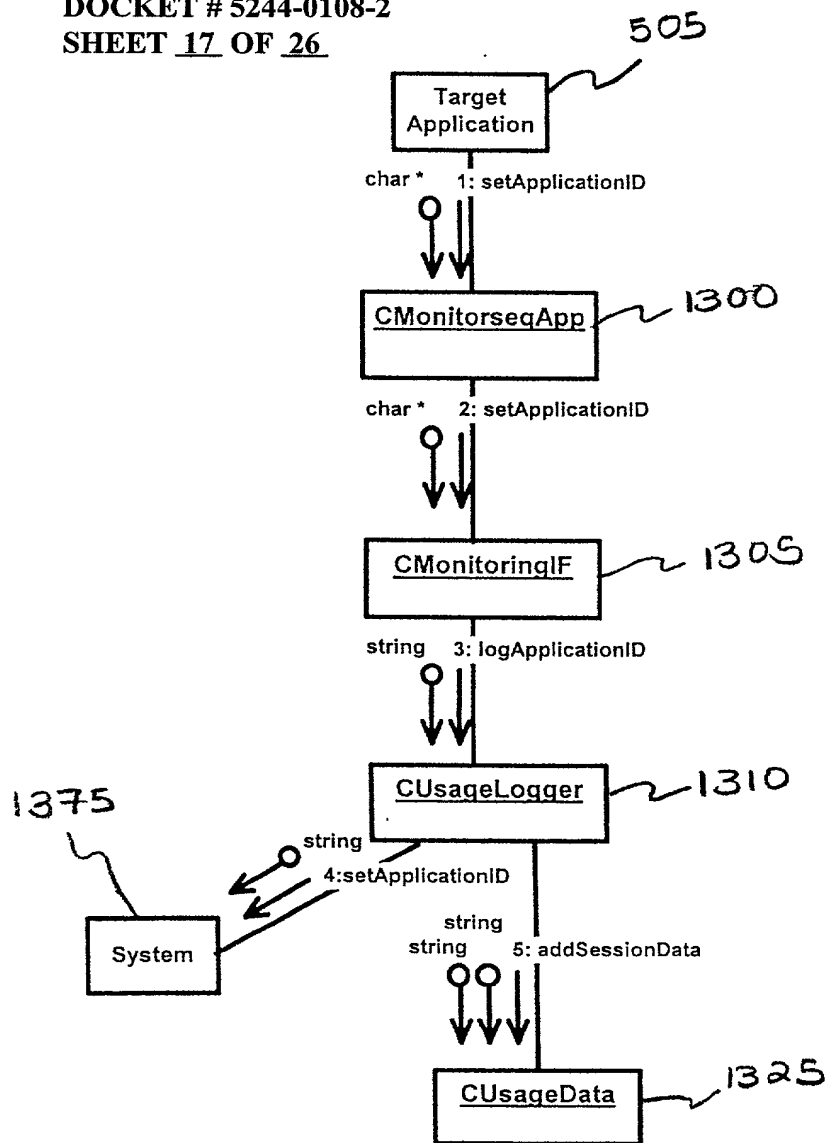 DOCKET # 5244-0108-2
SHEET 17 OF 26
505
Target
Application
char * 1: setApplicationID
CMonitorseqApp
1300
char * 2: setApplicationID
CMonitoringIF
1305
string 3: logApplicationID
CUsageLogger
1310
1375
string
4:setApplicationID
System
string
string 5: addSessionData
CUsageData
1325